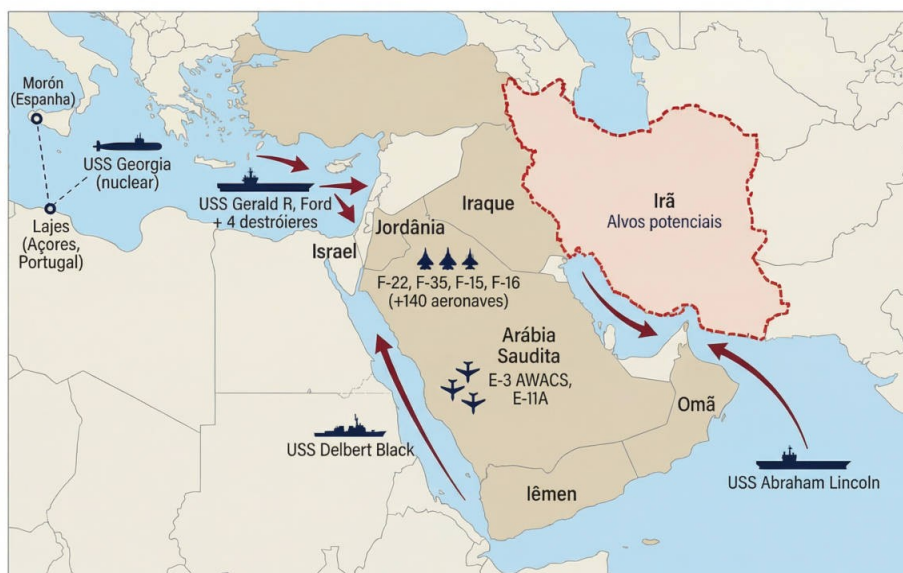 Morón
(Espanha)
USS Georgia
(nuclear)
Lajes
(Açores,
Portugal)
USS Gerald R, Ford
+ 4 destróieres
Israel
Jordânia
Iraque
F-22, F-35, F-15, F-16
(+140 aeronaves)
Irã
Alvos potenciais
Arábia
Saudita
E-3 AWACS,
E-11A
Omã
USS Delbert Black
Iêmen
USS Abraham Lincoln